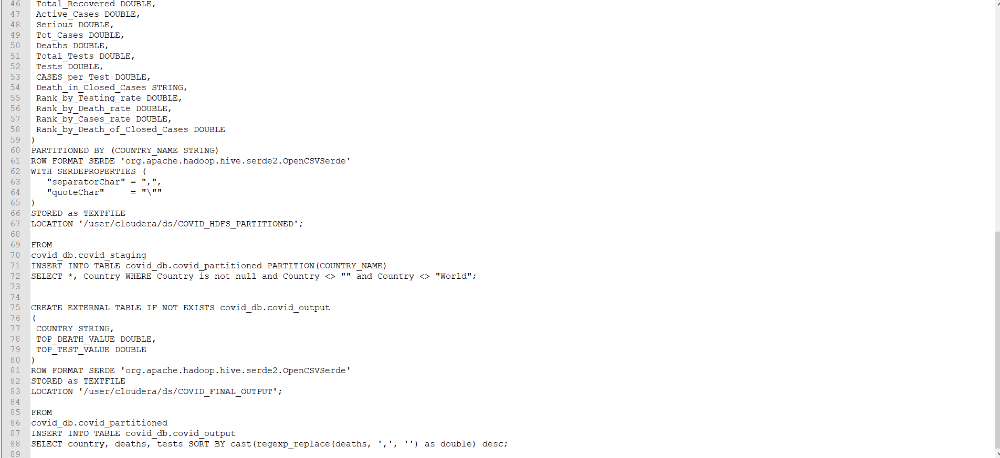 46 Total_Recovered DOUBLE,
47 Active_Cases DOUBLE,
48 Serious DOUBLE,
49 Tot_Cases DOUBLE,
50 Deaths DOUBLE,
51 Total_Tests DOUBLE,
52 Tests DOUBLE,
53 CASES_per_Test DOUBLE,
54 Death_in_Closed_Cases STRING,
55 Rank_by_Testing_rate DOUBLE,
56 Rank_by_Death_rate DOUBLE,
57 Rank_by_Cases_rate DOUBLE,
58 Rank_by_Death_of_Closed_Cases DOUBLE
59 )
60 PARTITIONED BY (COUNTRY_NAME STRING)
61 ROW FORMAT SERDE 'org.apache.hadoop.hive.serde2.OpenCSVSerde'
62 WITH SERDEPROPERTIES (
63    "separatorChar" = ",",
64    "quoteChar"     = "\""
65 )
66 STORED as TEXTFILE
67 LOCATION '/user/cloudera/ds/COVID_HDFS_PARTITIONED';
68
69 FROM
70 covid_db.covid_staging
71 INSERT INTO TABLE covid_db.covid_partitioned PARTITION(COUNTRY_NAME)
72 SELECT *, Country WHERE Country is not null and Country <> "" and Country <> "World";
73
74
75 CREATE EXTERNAL TABLE IF NOT EXISTS covid_db.covid_output
76 (
77  COUNTRY STRING,
78  TOP_DEATH_VALUE DOUBLE,
79  TOP_TEST_VALUE DOUBLE
80 )
81 ROW FORMAT SERDE 'org.apache.hadoop.hive.serde2.OpenCSVSerde'
82 STORED as TEXTFILE
83 LOCATION '/user/cloudera/ds/COVID_FINAL_OUTPUT';
84
85 FROM
86 covid_db.covid_partitioned
87 INSERT INTO TABLE covid_db.covid_output
88 SELECT country, deaths, tests SORT BY cast(regexp_replace(deaths, ',', '') as double) desc;
89